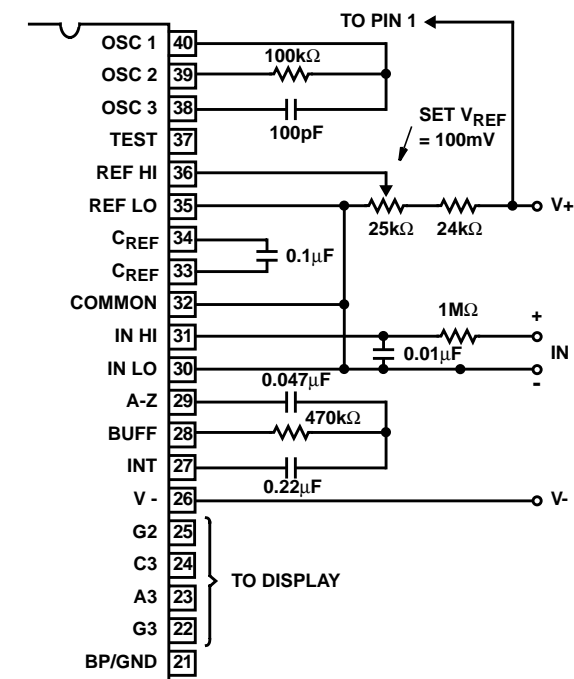 TO PIN 1
OSC 1 40
100kΩ
OSC 2 39
OSC 3 38
100pF
TEST 37
SET VREF
= 100mV
REF HI 36
REF LO 35
V+
25kΩ 24kΩ
CREF 34
0.1µF
CREF 33
COMMON 32
1MΩ
+
IN HI 31
0.01µF
IN
IN LO 30
-
0.047µF
A-Z 29
470kΩ
BUFF 28
INT 27
0.22µF
V - 26
V-
G2 25
C3 24
TO DISPLAY
A3 23
G3 22
BP/GND 21